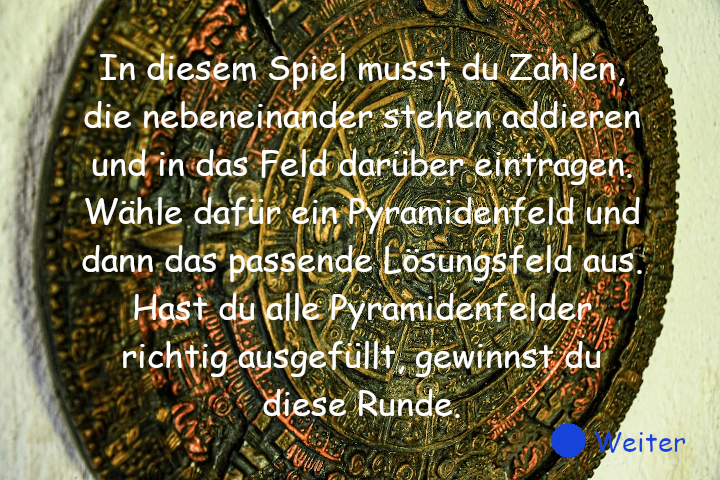 In diesem Spiel musst du Zahlen,
die nebeneinander stehen addieren
und in das Feld darüber eintragen.
Wähle dafür ein Pyramidenfeld und
dann das passende Lösungsfeld aus.
Hast du alle Pyramidenfelder
richtig ausgefüllt, gewinnst du
diese Runde.
Weiter